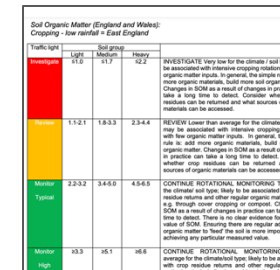 Soil Organic Matter (England and Wales):
Cropping - low rainfall = East England
Traffic light
Soil group
Light Medium Heavy
Investigate ≤1.0 ≤1.7 ≤2.2
INVESTIGATE Very low for the climate / soil
be associated with intensive cropping rotation
organic matter inputs. In general, the simple r
more organic materials, build more soil organ
Changes in SOM as a result of changes in pra
take a long time to detect. Consider whe
residues can be returned and what sources o
materials can be accessed.
Review 1.1-2.1 1.8-3.3 2.3-4.4
REVIEW Lower than average for the climate
may be associated with intensive cropping
with few organic matter inputs. In general, t
rule is: add more organic materials, build mo
organic matter. Changes in SOM as a result o
in practice can take a long time to detect.
whether crop residues can be returned a
sources of organic materials can be accessed
Monitor 2.2-3.2 3.4-5.0 4.5-6.5
Typical
CONTINUE ROTATIONAL MONITORING T
the climate/ soil type; likely to be associated
residue returns and other regular organic mat
e.g. through cover cropping or compost. Ch
SOM as a result of changes in practice can ta
time to detect. There is no clear evidence for
value of SOM. Ensuring there are regular ad
organic matter to 'feed' the soil is more impo
achieving any particular measured value.
Monitor ≥3.3 ≥5.1 ≥6.6
High
CONTINUE ROTATIONAL MONITORING
average for the climate/soil type; likely to be a
with crop residue returns and other regula